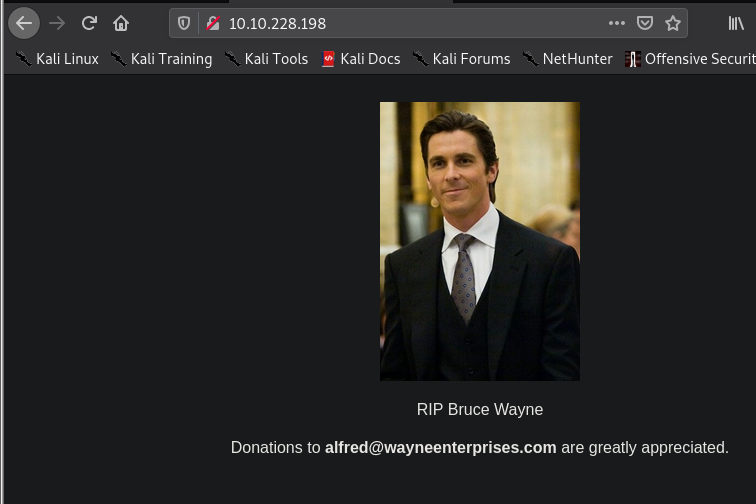 10.10.228.198
Kali Linux Kali Training Kali Tools Kali Docs Kali Forums NetHunter Offensive Securit
RIP Bruce Wayne
Donations to alfred@wayneenterprises.com are greatly appreciated.